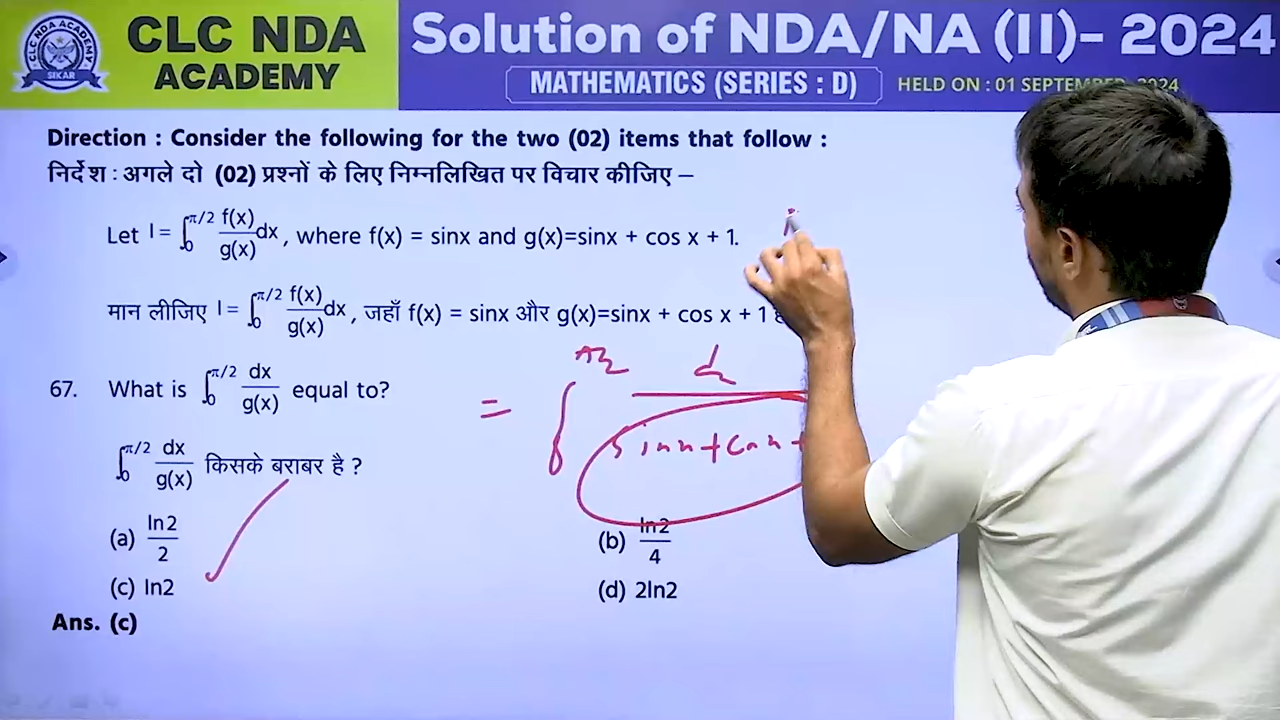 CLC NDA ACADEMY
SIKAR
CLC NDA
ACADEMY
Solution of NDA/NA (II)- 2024
MATHEMATICS (SERIES : D)
HELD ON : 01 SEPTEMBER, 2024
Direction : Consider the following for the two (02) items that follow :
निर्देश : अगले दो (02) प्रश्नों के लिए निम्नलिखित पर विचार कीजिए –
Let I = ∫₀^{π/2} f(x)/g(x) dx , where f(x) = sinx and g(x)=sinx + cos x + 1.
मान लीजिए I = ∫₀^{π/2} f(x)/g(x) dx , जहाँ f(x) = sinx और g(x)=sinx + cos x + 1
67. What is ∫₀^{π/2} dx/g(x) equal to?
∫₀^{π/2} dx/g(x) किसके बराबर है ?
= ∫₀^{π/2} dx/sinx+cosx+
(a) ln2/2
(b) ln2/4
(c) ln2
(d) 2ln2
Ans. (c)